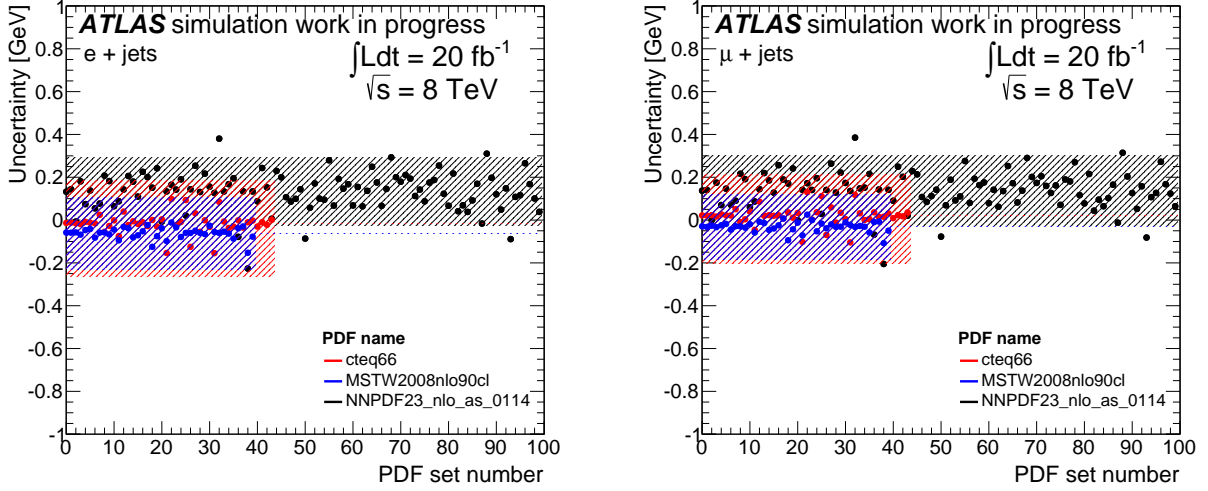 Uncertainty [GeV]
1
0.8
0.6
0.4
0.2
0
-0.2
-0.4
-0.6
-0.8
-1
ATLAS simulation work in progress
e + jets
∫Ldt = 20 fb⁻¹
√s = 8 TeV
PDF name
cteq66
MSTW2008nlo90cl
NNPDF23_nlo_as_0114
0 10 20 30 40 50 60 70 80 90 100
PDF set number
Uncertainty [GeV]
1
0.8
0.6
0.4
0.2
0
-0.2
-0.4
-0.6
-0.8
-1
ATLAS simulation work in progress
μ + jets
∫Ldt = 20 fb⁻¹
√s = 8 TeV
PDF name
cteq66
MSTW2008nlo90cl
NNPDF23_nlo_as_0114
0 10 20 30 40 50 60 70 80 90 100
PDF set number